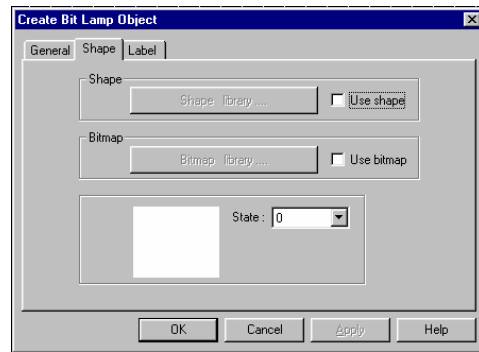 Create Bit Lamp Object
General Shape Label
Shape
Shape library .... Use shape
Bitmap
Bitmap library .... Use bitmap
State : 0
OK Cancel Apply Help